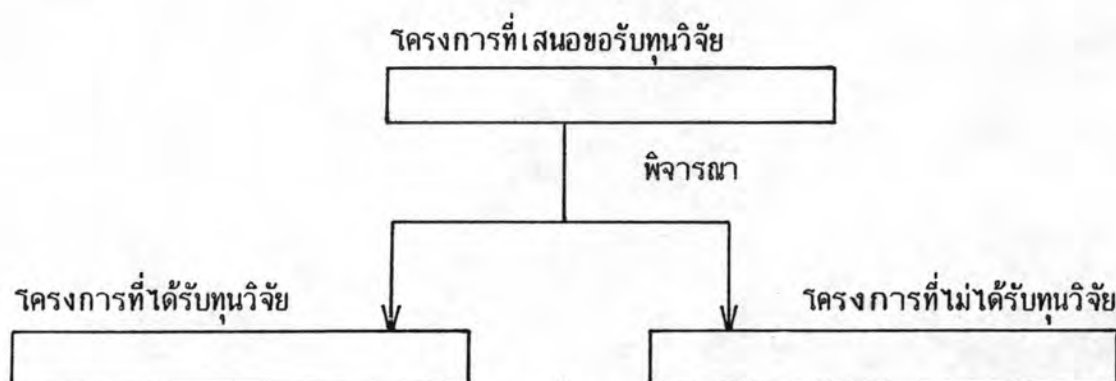 โครงการที่เสนอขอรับทุนวิจัย
พิจารณา
โครงการที่ได้รับทุนวิจัย
โครงการที่ไม่ได้รับทุนวิจัย